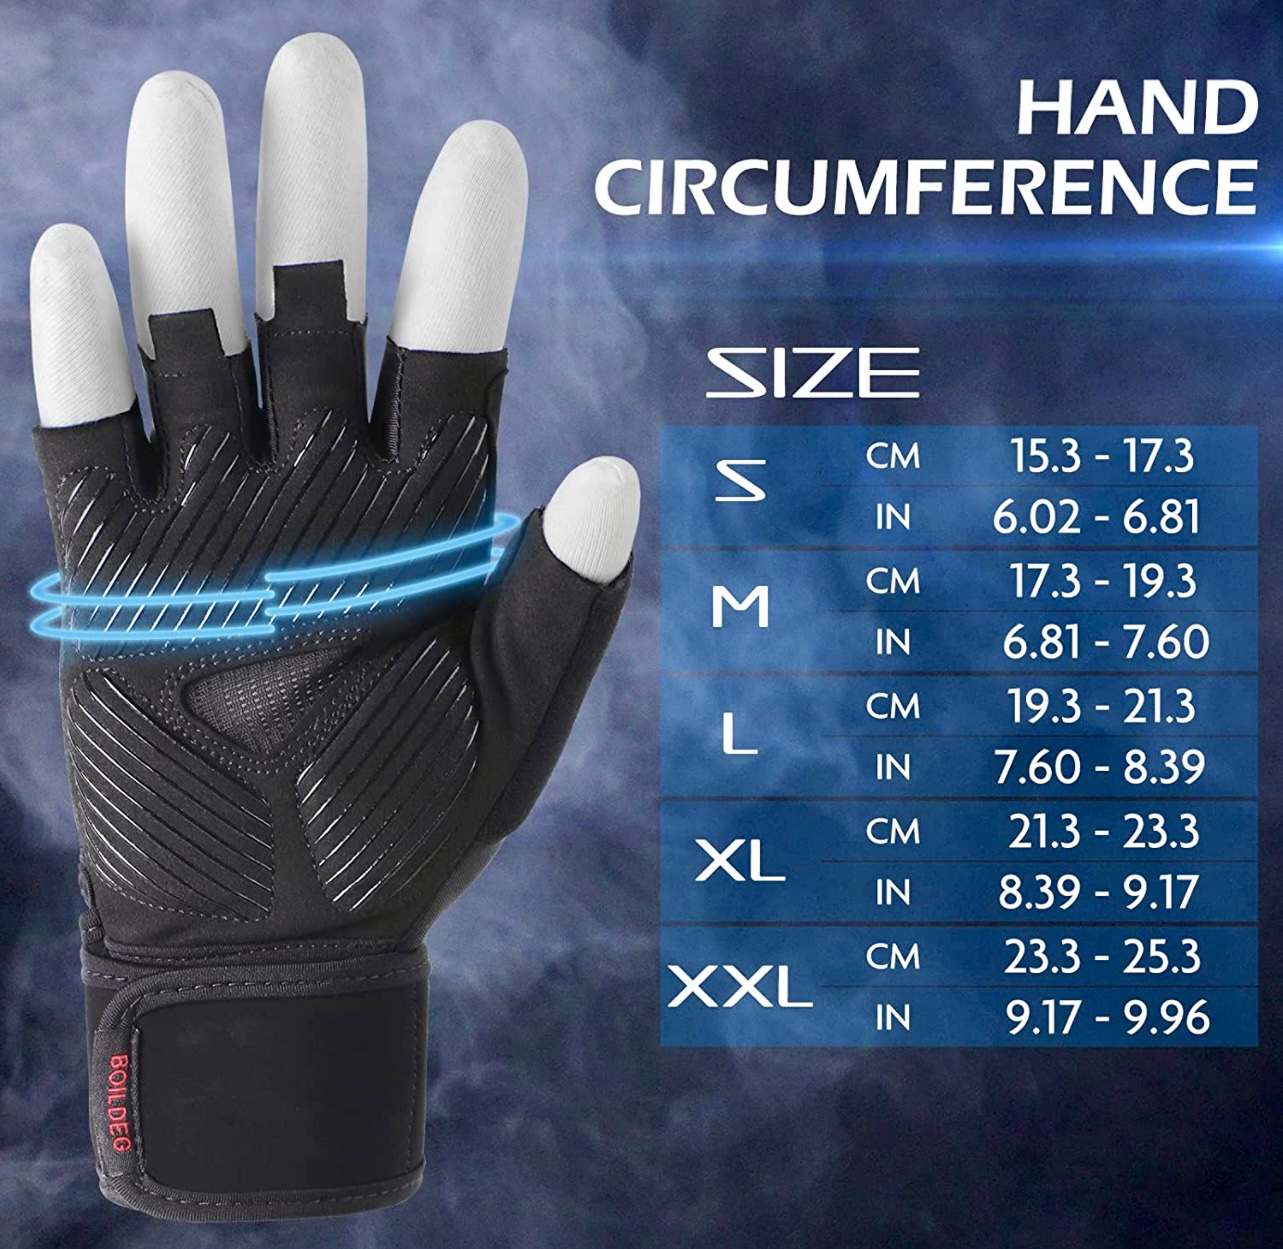 HAND
CIRCUMFERENCE
SIZE
S
CM 15.3 - 17.3
IN 6.02 - 6.81
M
CM 17.3 - 19.3
IN 6.81 - 7.60
L
CM 19.3 - 21.3
IN 7.60 - 8.39
XL
CM 21.3 - 23.3
IN 8.39 - 9.17
XXL
CM 23.3 - 25.3
IN 9.17 - 9.96
BOILDEG